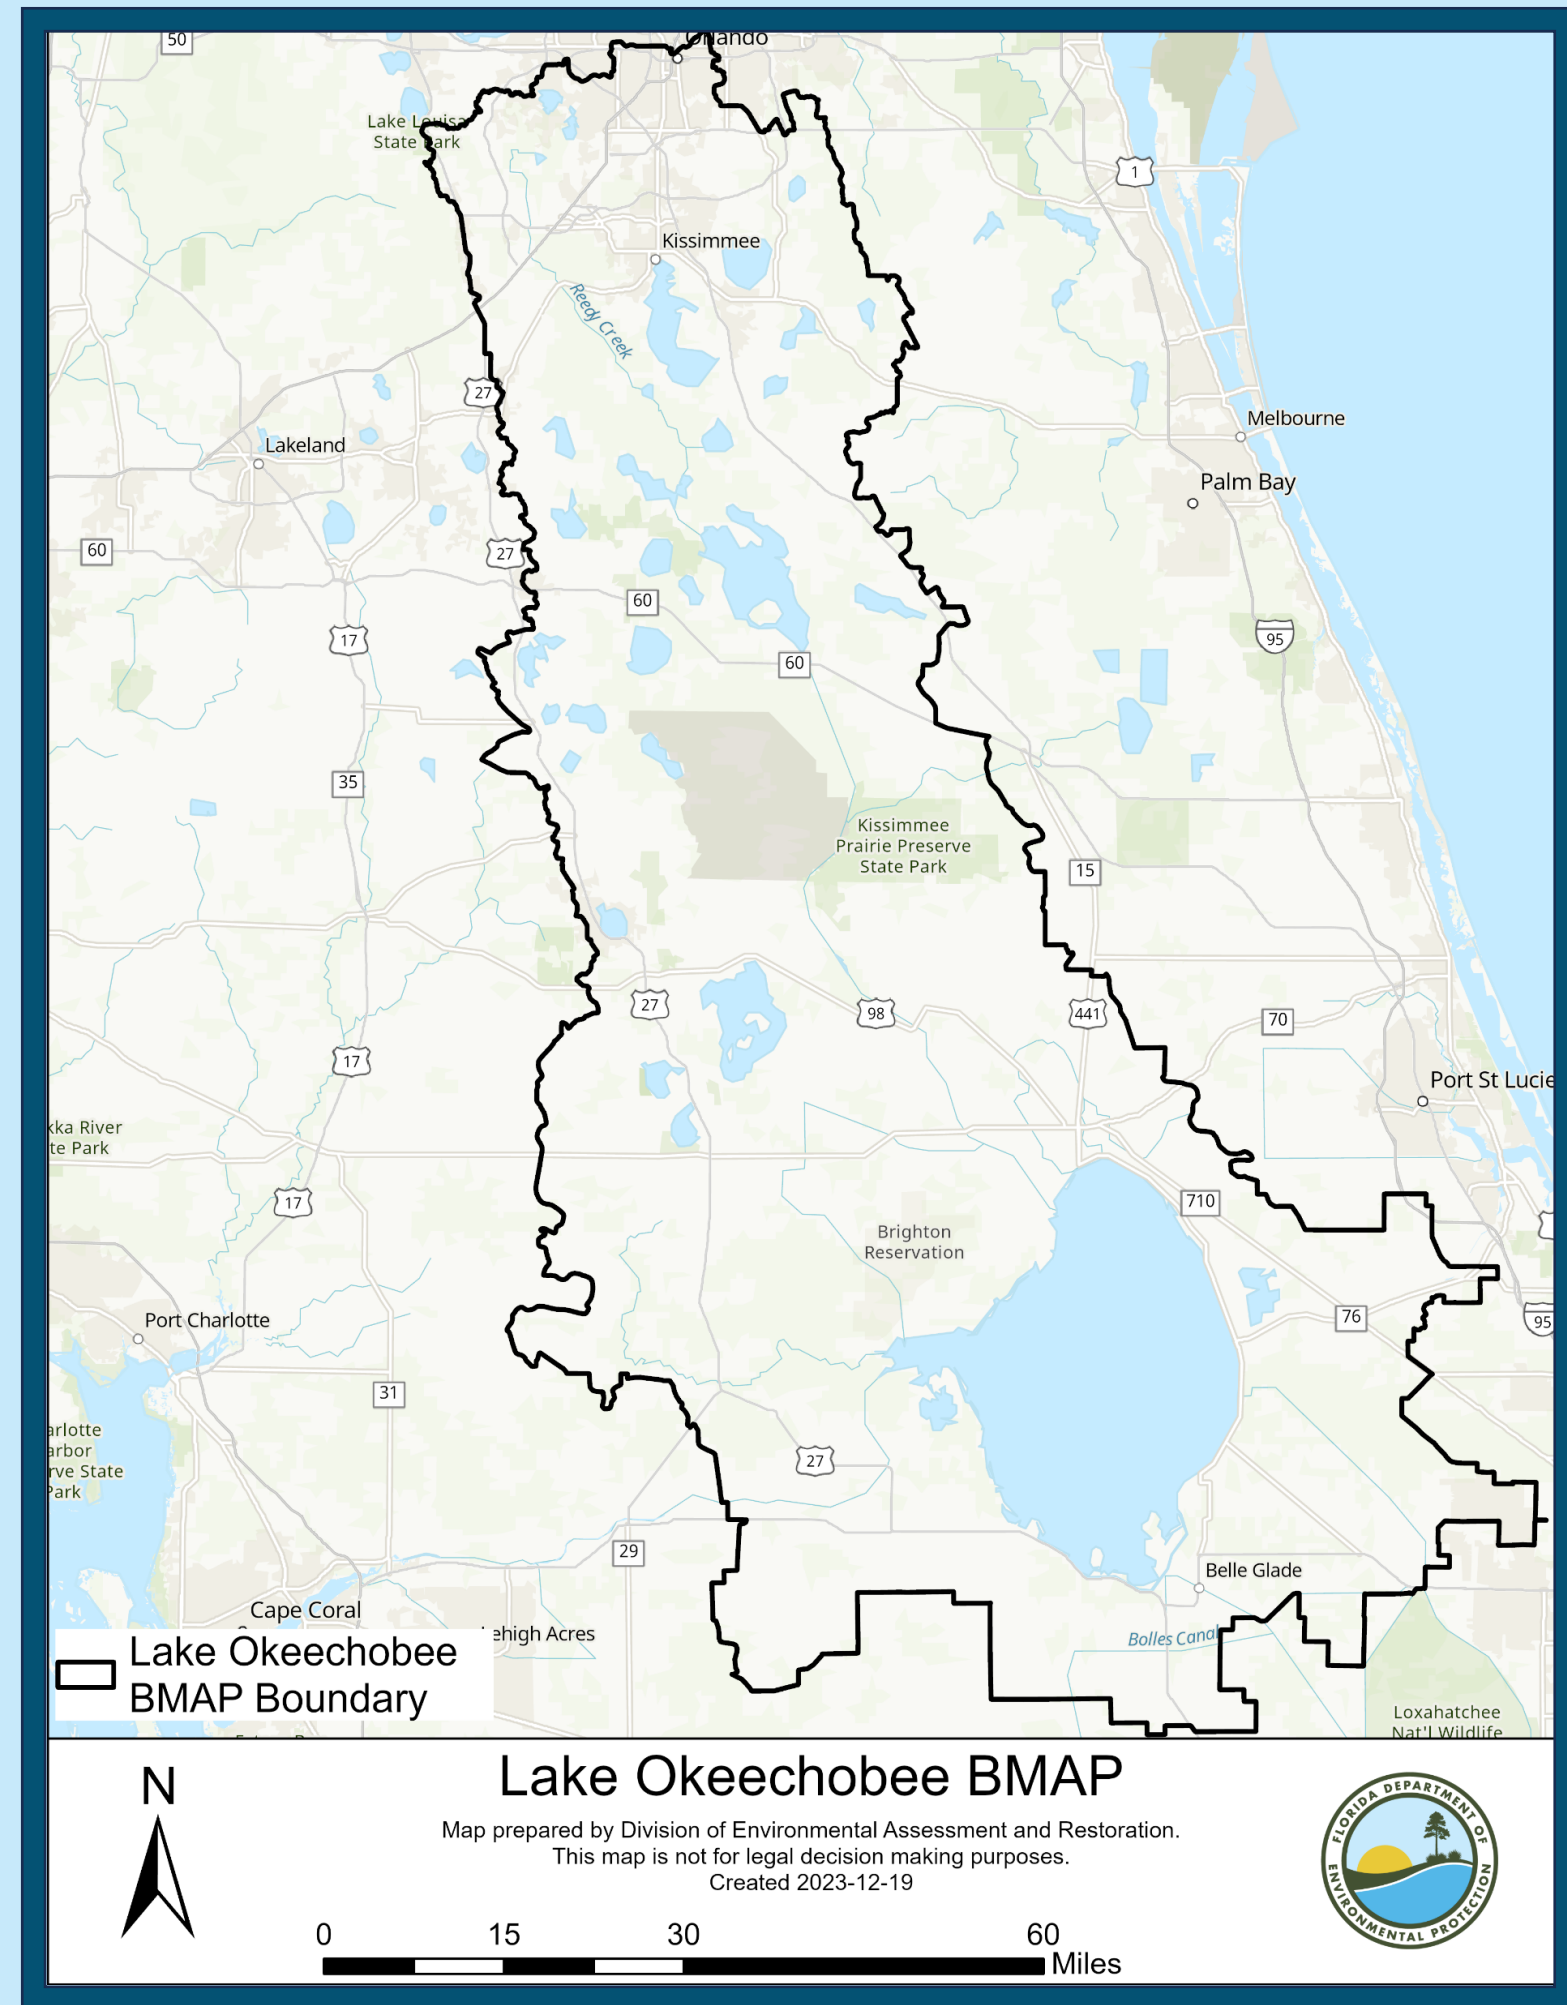 50
Orlando
Lake Louisa
State Park
1
Kissimmee
Reedy Creek
27
Melbourne
Lakeland
Palm Bay
60
27
60
17
95
60
35
Kissimmee
Prairie Preserve
State Park
15
27
98
441
70
17
Port St Lucie
kka River
te Park
17
710
Brighton
Reservation
Port Charlotte
76
95
31
arlotte
arbor
rve State
Park
27
29
Belle Glade
Cape Coral
ehigh Acres
Bolles Canal
Lake Okeechobee
BMAP Boundary
Loxahatchee
Nat'l Wildlife
N
Lake Okeechobee BMAP
Map prepared by Division of Environmental Assessment and Restoration.
This map is not for legal decision making purposes.
Created 2023-12-19
0 15 30 60
Miles
FLORIDA DEPARTMENT OF
ENVIRONMENTAL PROTECTION